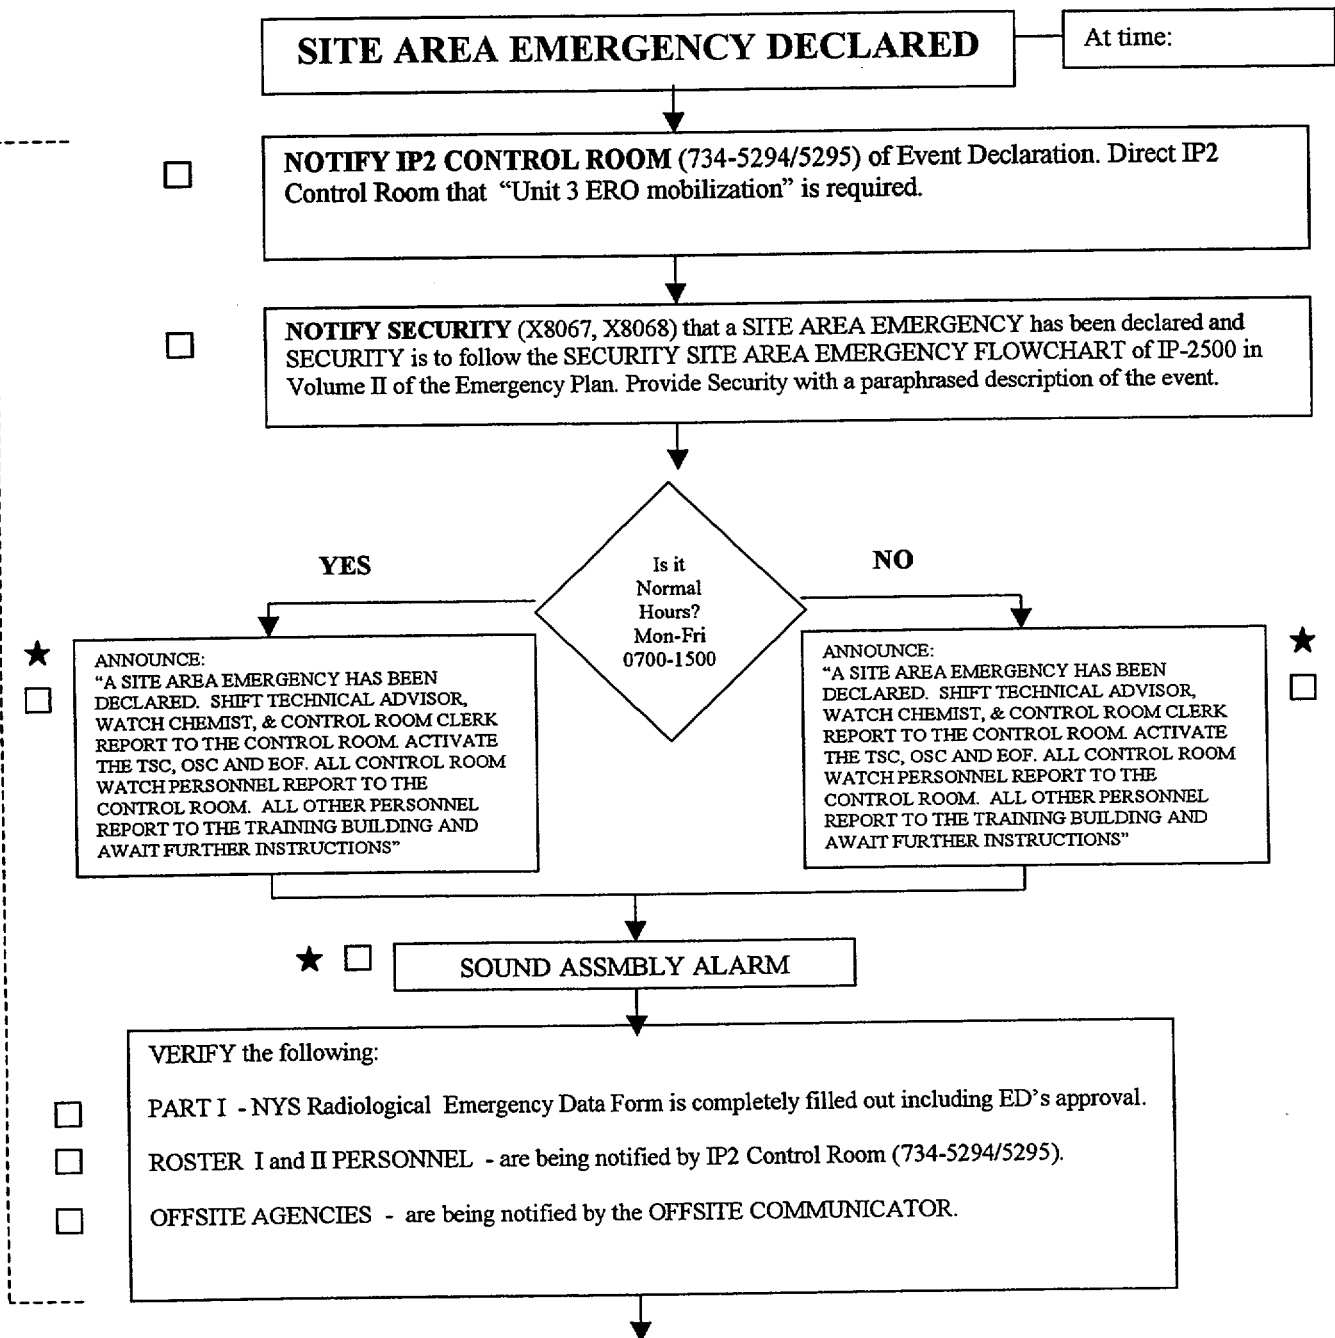 SITE AREA EMERGENCY DECLARED
At time:
NOTIFY IP2 CONTROL ROOM (734-5294/5295) of Event Declaration. Direct IP2
Control Room that "Unit 3 ERO mobilization" is required.
NOTIFY SECURITY (X8067, X8068) that a SITE AREA EMERGENCY has been declared and
SECURITY is to follow the SECURITY SITE AREA EMERGENCY FLOWCHART of IP-2500 in
Volume II of the Emergency Plan. Provide Security with a paraphrased description of the event.
YES
Is it
Normal
Hours?
Mon-Fri
0700-1500
NO
ANNOUNCE:
"A SITE AREA EMERGENCY HAS BEEN
DECLARED. SHIFT TECHNICAL ADVISOR,
WATCH CHEMIST, & CONTROL ROOM CLERK
REPORT TO THE CONTROL ROOM. ACTIVATE
THE TSC, OSC AND EOF. ALL CONTROL ROOM
WATCH PERSONNEL REPORT TO THE
CONTROL ROOM. ALL OTHER PERSONNEL
REPORT TO THE TRAINING BUILDING AND
AWAIT FURTHER INSTRUCTIONS"
ANNOUNCE:
"A SITE AREA EMERGENCY HAS BEEN
DECLARED. SHIFT TECHNICAL ADVISOR,
WATCH CHEMIST, & CONTROL ROOM CLERK
REPORT TO THE CONTROL ROOM. ACTIVATE
THE TSC, OSC AND EOF. ALL CONTROL ROOM
WATCH PERSONNEL REPORT TO THE
CONTROL ROOM. ALL OTHER PERSONNEL
REPORT TO THE TRAINING BUILDING AND
AWAIT FURTHER INSTRUCTIONS"
SOUND ASSMBLY ALARM
VERIFY the following:
PART I - NYS Radiological Emergency Data Form is completely filled out including ED's approval.
ROSTER I and II PERSONNEL - are being notified by IP2 Control Room (734-5294/5295).
OFFSITE AGENCIES - are being notified by the OFFSITE COMMUNICATOR.